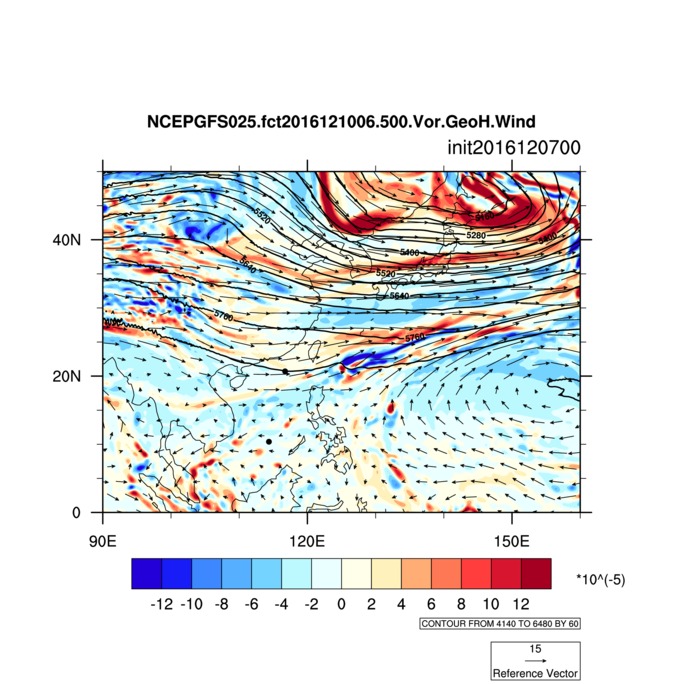 NCEPGFS025.fct2016121006.500.Vor.GeoH.Wind
init2016120700
40N
20N
0
90E 120E 150E
5520
5640
5760
5280
5400
5520
5640
5760
-12 -10 -8 -6 -4 -2 0 2 4 6 8 10 12
*10^(-5)
CONTOUR FROM 4140 TO 6480 BY 60
15
Reference Vector